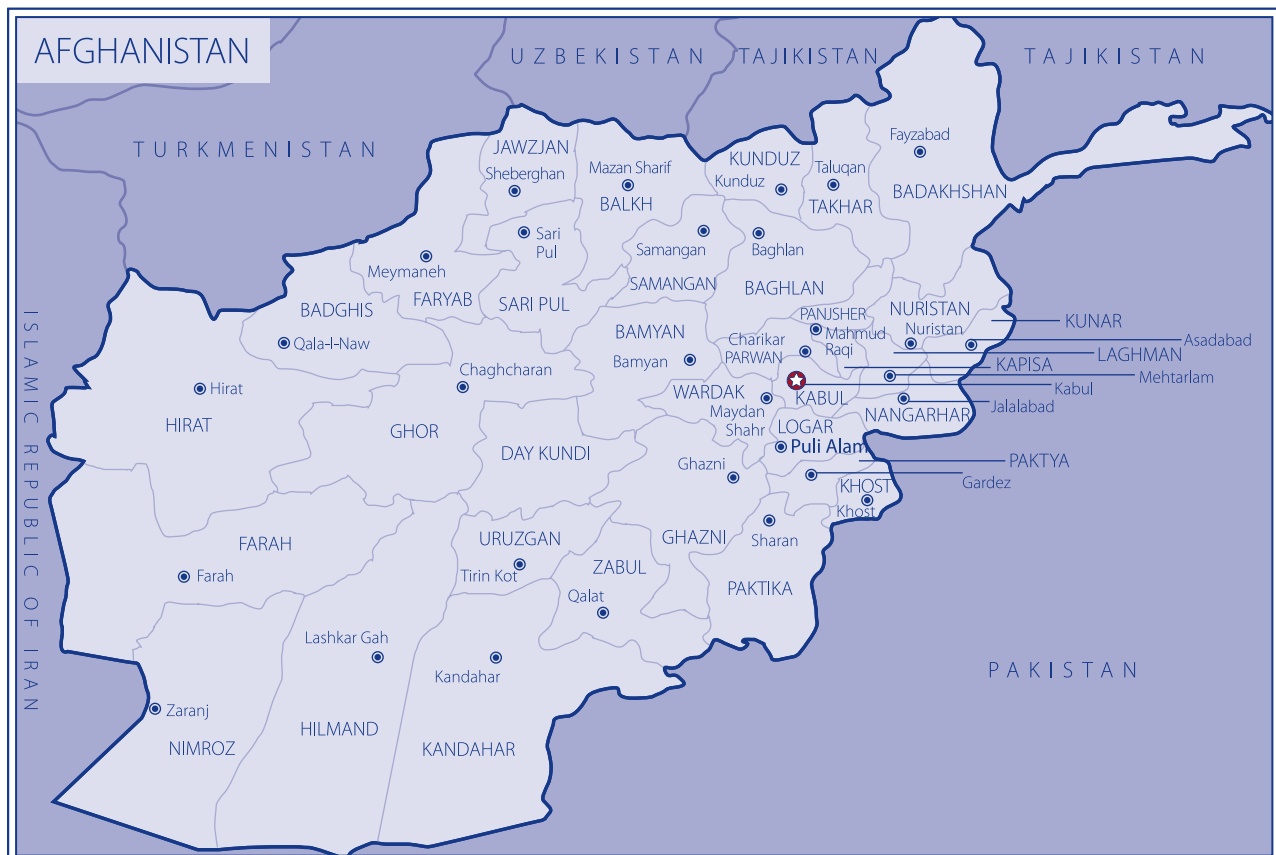 AFGHANISTAN
UZBEKISTAN
TAJIKISTAN
TAJIKISTAN
TURKMENISTAN
ISLAMIC REPUBLIC OF IRAN
PAKISTAN
JAWZJAN
Sheberghan
Mazan Sharif
BALKH
KUNDUZ
Kunduz
Taluqan
TAKHAR
Fayzabad
BADAKHSHAN
Sari
Pul
Samangan
Baghlan
Meymaneh
FARYAB
SARI PUL
SAMANGAN
BAGHLAN
BADGHIS
Qala-I-Naw
BAMYAN
Bamyan
PANJSHER
Charikar
Mahmud
Raqi
PARWAN
NURISTAN
Nuristan
KUNAR
Asadabad
LAGHMAN
KAPISA
Mehtarlam
Kabul
Hirat
HIRAT
Chaghcharan
GHOR
DAY KUNDI
WARDAK
Maydan
Shahr
KABUL
NANGARHAR
Jalalabad
LOGAR
Puli Alam
PAKTYA
Gardez
Ghazni
KHOST
Khost
FARAH
Farah
URUZGAN
Tirin Kot
GHAZNI
Sharan
ZABUL
Qalat
PAKTIKA
Lashkar Gah
Kandahar
Zaranj
NIMROZ
HILMAND
KANDAHAR